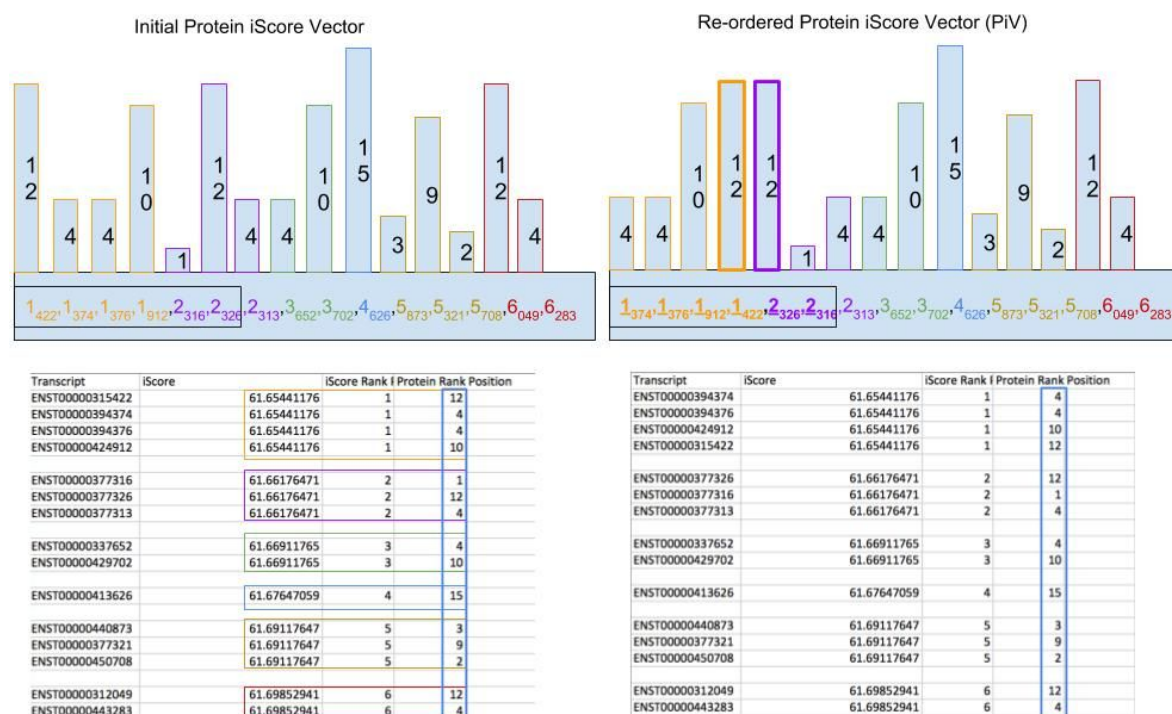 Initial Protein iScore Vector
12 4 4 10 1 12 4 4 10 15 3 9 2 12 4
1422,1374,1376,1912,2316,2326,2313,3652,3702,4626,5873,5321,5708,6049,6283
Transcript iScore iScore Rank Protein Rank Position
ENST00000315422 61.65441176 1 12
ENST00000394374 61.65441176 1 4
ENST00000394376 61.65441176 1 4
ENST00000424912 61.65441176 1 10
ENST00000377316 61.66176471 2 1
ENST00000377326 61.66176471 2 12
ENST00000377313 61.66176471 2 4
ENST00000337652 61.66911765 3 4
ENST00000429702 61.66911765 3 10
ENST00000413626 61.67647059 4 15
ENST00000440873 61.69117647 5 3
ENST00000377321 61.69117647 5 9
ENST00000450708 61.69117647 5 2
ENST00000312049 61.69852941 6 12
ENST00000443283 61.69852941 6 4
Re-ordered Protein iScore Vector (PiV)
4 4 10 12 12 1 4 4 10 15 3 9 2 12 4
1374,1376,1912,1422,2326,2316,2313,3652,3702,4626,5873,5321,5708,6049,6283
Transcript iScore iScore Rank Protein Rank Position
ENST00000394374 61.65441176 1 4
ENST00000394376 61.65441176 1 4
ENST00000424912 61.65441176 1 10
ENST00000315422 61.65441176 1 12
ENST00000377326 61.66176471 2 12
ENST00000377316 61.66176471 2 1
ENST00000377313 61.66176471 2 4
ENST00000337652 61.66911765 3 4
ENST00000429702 61.66911765 3 10
ENST00000413626 61.67647059 4 15
ENST00000440873 61.69117647 5 3
ENST00000377321 61.69117647 5 9
ENST00000450708 61.69117647 5 2
ENST00000312049 61.69852941 6 12
ENST00000443283 61.69852941 6 4